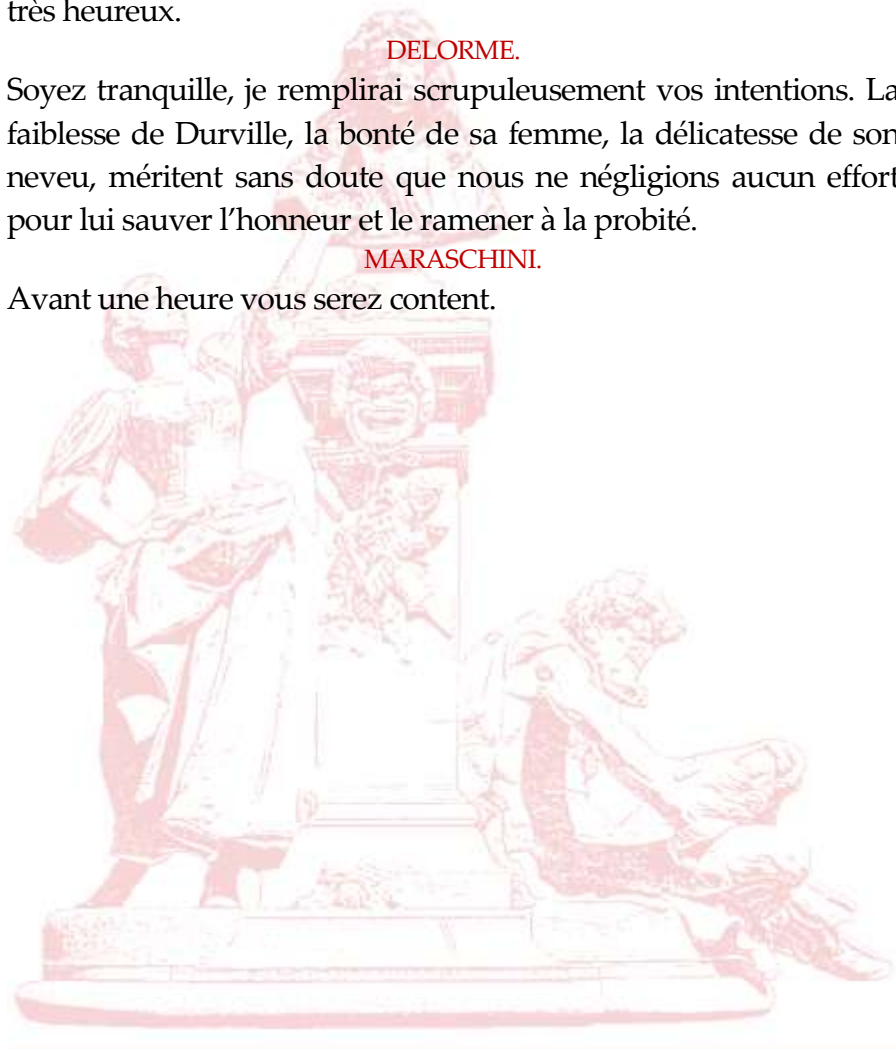 très heureux.
DELORME.
Soyez tranquille, je remplirai scrupuleusement vos intentions. La
faiblesse de Durville, la bonté de sa femme, la délicatesse de son
neveu, méritent sans doute que nous ne négligions aucun effort
pour lui sauver l’honneur et le ramener à la probité.
MARASCHINI.
Avant une heure vous serez content.